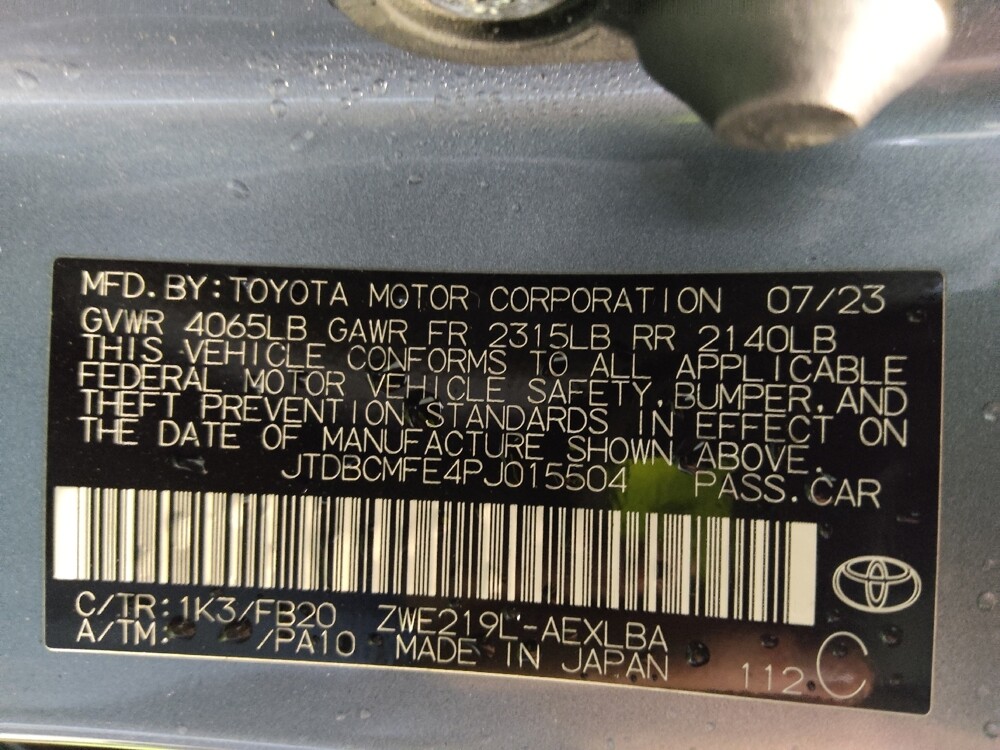 MFD. BY: TOYOTA MOTOR CORPORATION 07/23
GVWR 4065LB GAWR FR 2315LB RR 2140LB
THIS VEHICLE CONFORMS TO ALL APPLICABLE
FEDERAL MOTOR VEHICLE SAFETY, BUMPER, AND
THEFT PREVENTION STANDARDS IN EFFECT ON
THE DATE OF MANUFACTURE SHOWN ABOVE.
JTDBCMFE4PJ015504 PASS. CAR
C/TR: 1K3/FB20 ZWE219L-AEXLBA
A/TM: /PA10 MADE IN JAPAN 112 C